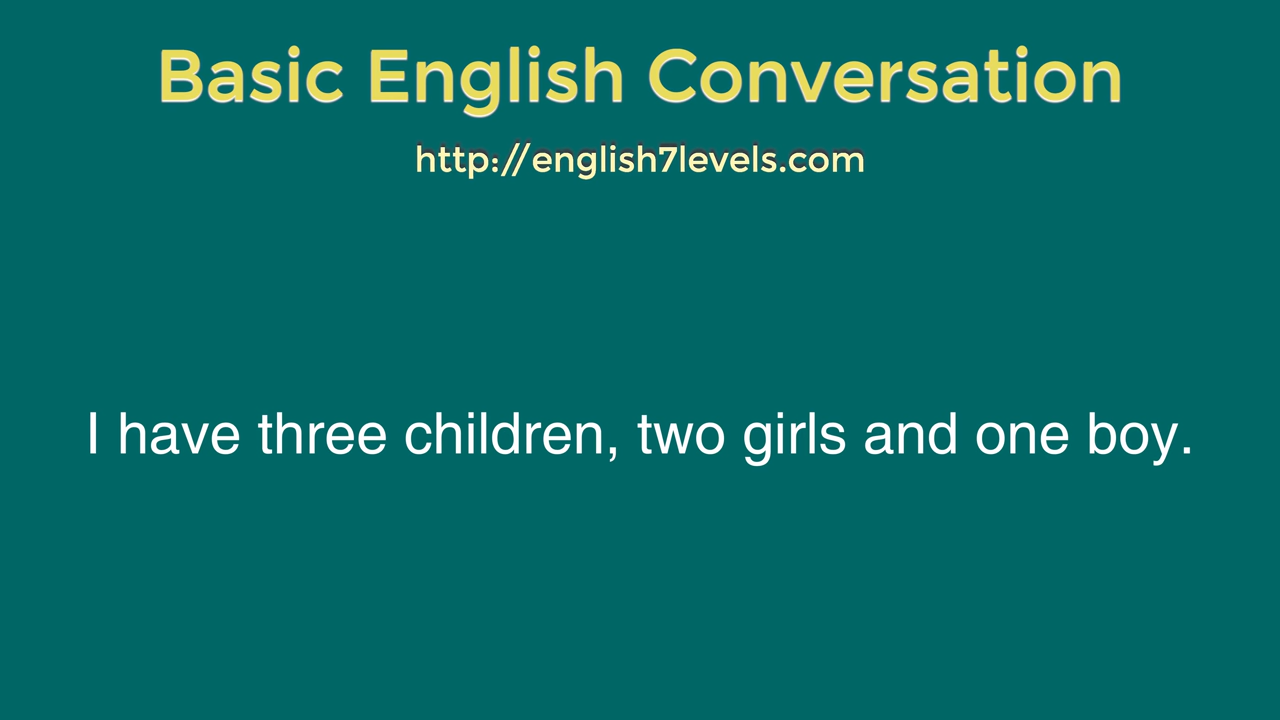 Basic English Conversation
http://english7levels.com
I have three children, two girls and one boy.